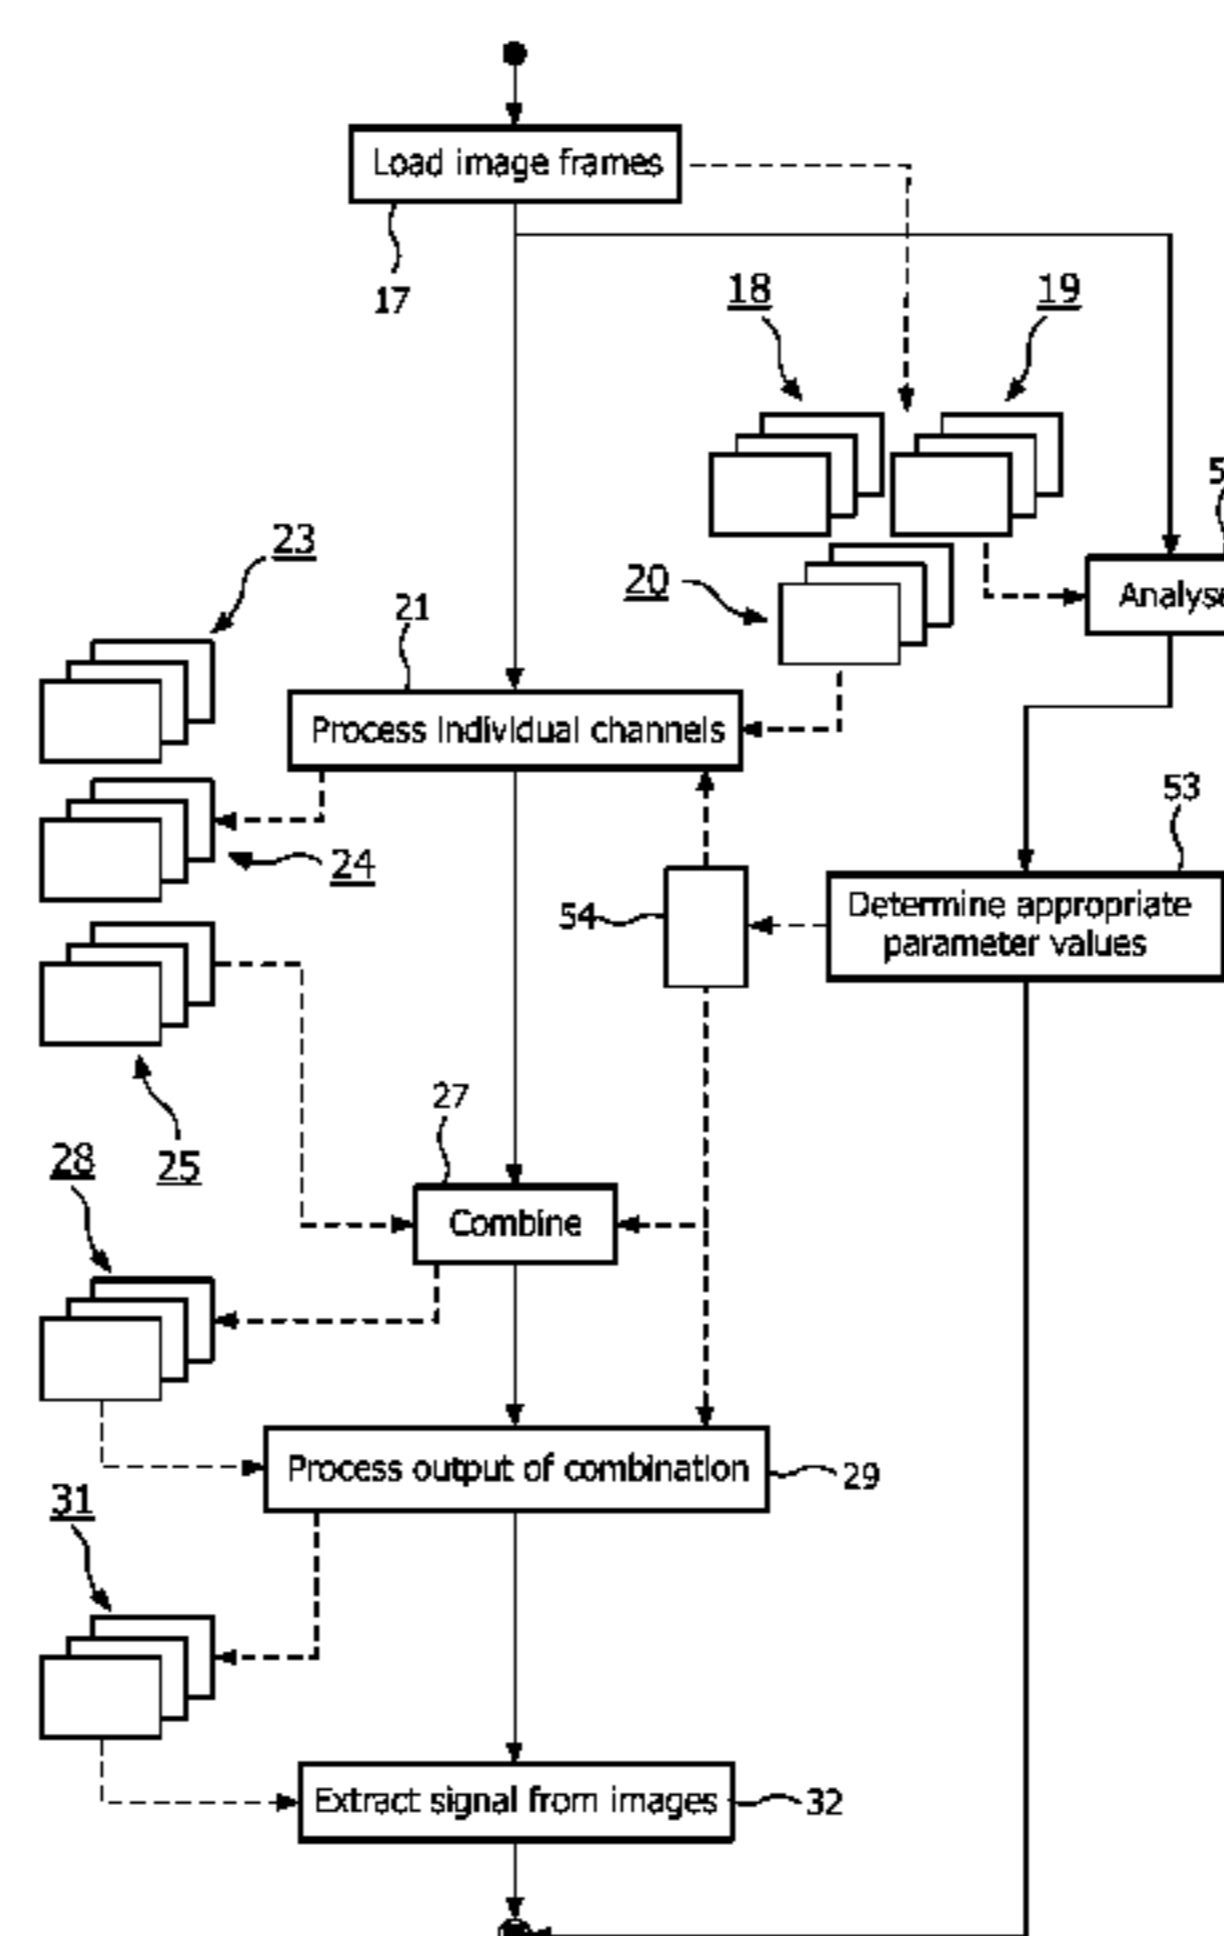 Load image frames
17
18
19
23
20
Analyse
21
Process individual channels
53
24
54
Determine appropriate
parameter values
27
28
25
Combine
Process output of combination
29
31
Extract signal from images
32